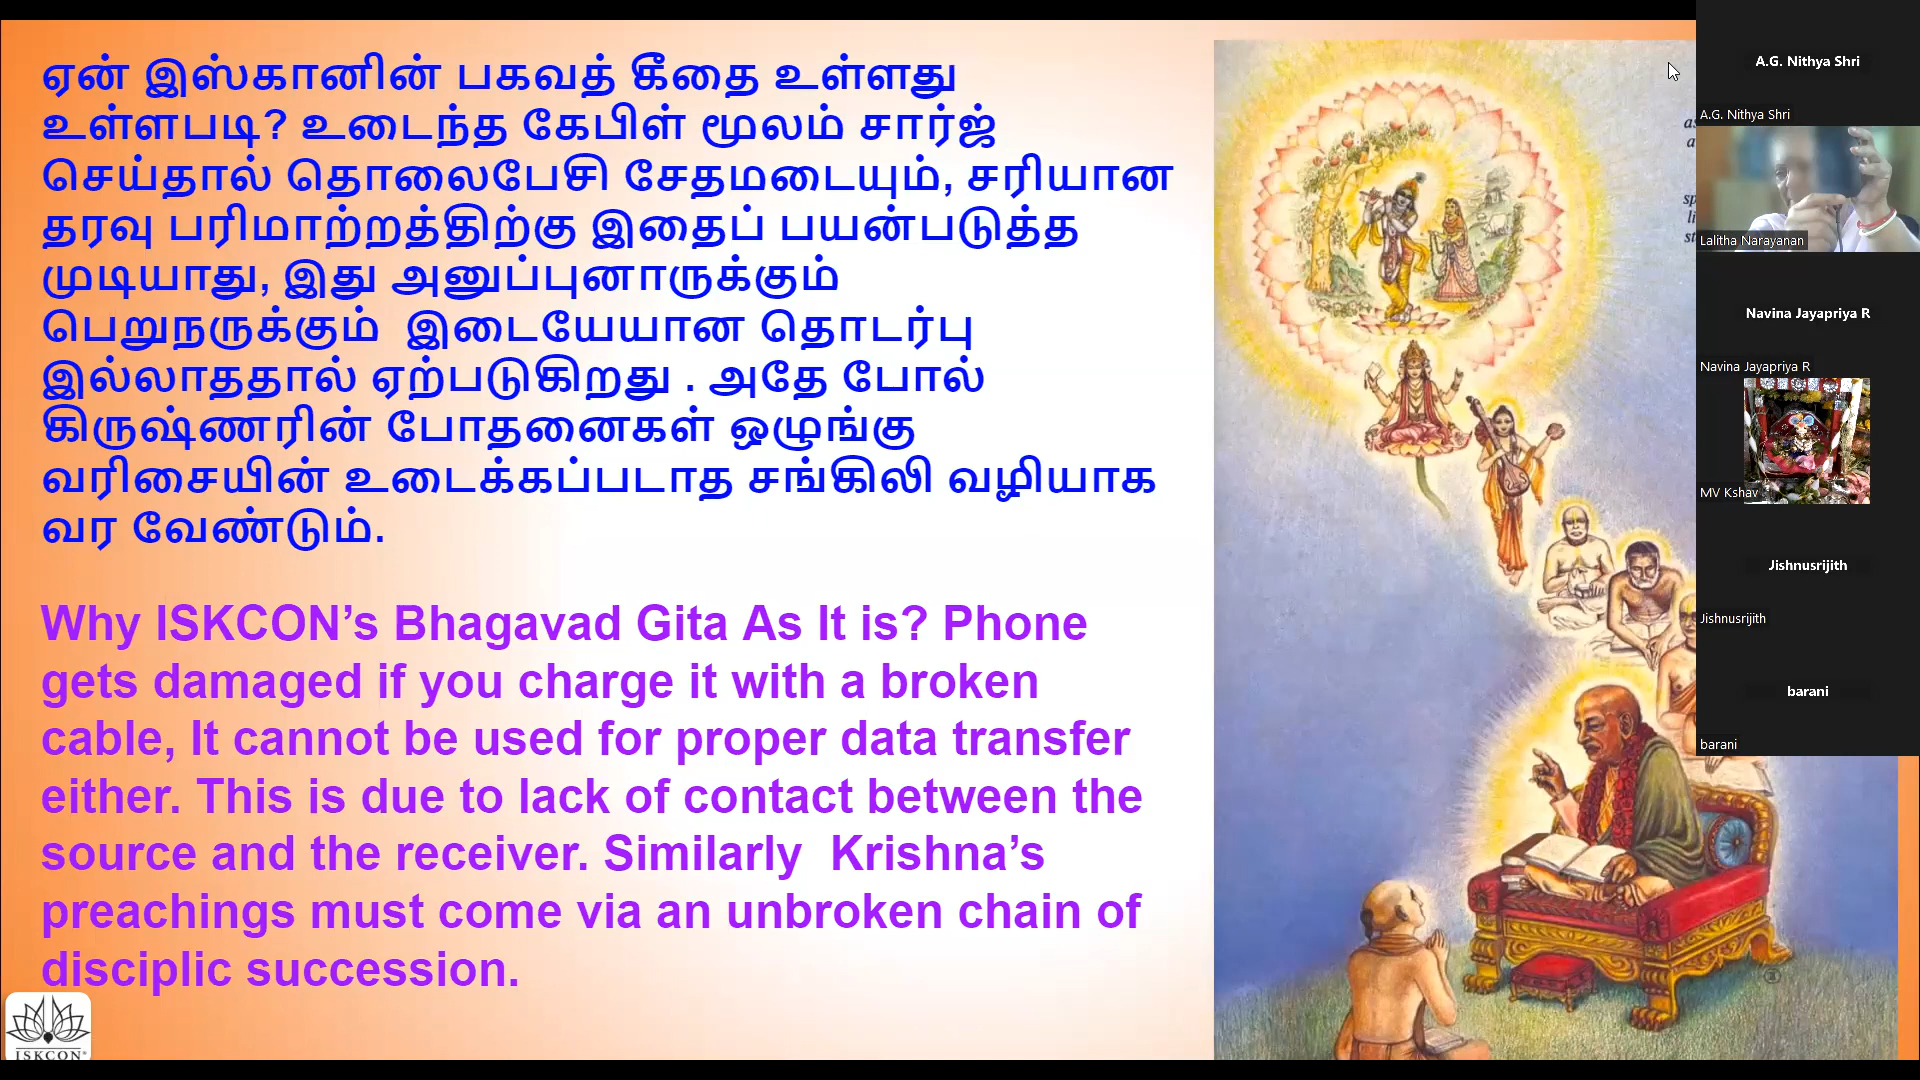 ஏன் இஸ்கானின் பகவத் கீதை உள்ளது
உள்ளபடி? உடைந்த கேபிள் மூலம் சார்ஜ்
செய்தால் தொலைபேசி சேதமடையும், சரியான
தரவு பரிமாற்றத்திற்கு இதைப் பயன்படுத்த
முடியாது, இது அனுப்புனாருக்கும்
பெறுநருக்கும்  இடையேயான தொடர்பு
இல்லாததால் ஏற்படுகிறது . அதே போல்
கிருஷ்ணரின் போதனைகள் ஒழுங்கு
வரிசையின் உடைக்கப்படாத சங்கிலி வழியாக
வர வேண்டும்.
Why ISKCON’s Bhagavad Gita As It is? Phone
gets damaged if you charge it with a broken
cable, It cannot be used for proper data transfer
either. This is due to lack of contact between the
source and the receiver. Similarly  Krishna’s
preachings must come via an unbroken chain of
disciplic succession.
ISKCON
A.G. Nithya Shri
A.G. Nithya Shri
Lalitha Narayanan
Navina Jayapriya R
Navina Jayapriya R
MV Kshav
Jishnusrijith
Jishnusrijith
barani
barani